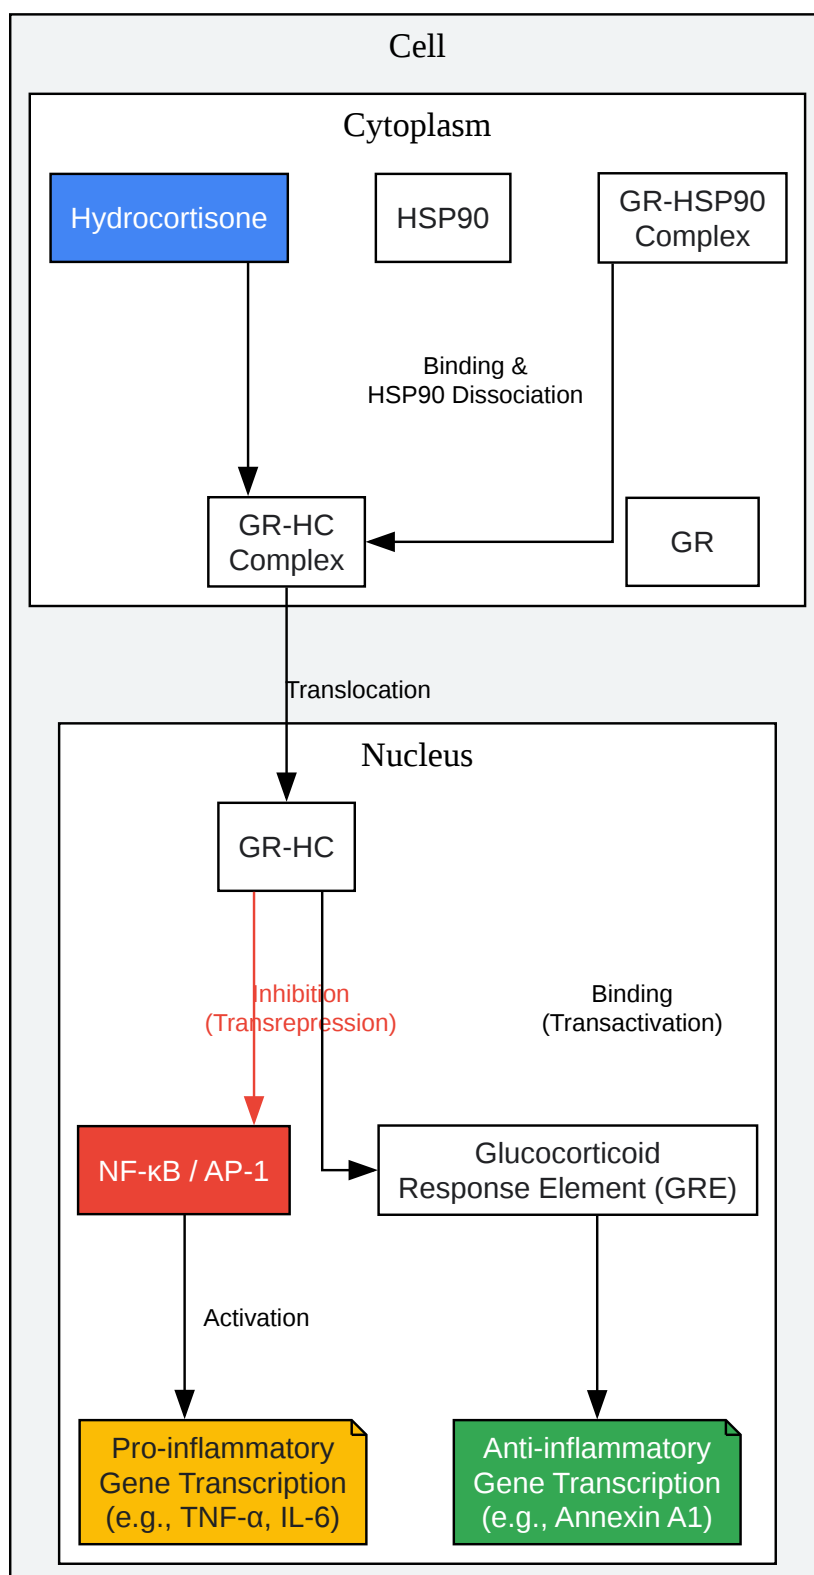 Cell
Cytoplasm
Hydrocortisone
HSP90
GR-HSP90
Complex
Binding &
HSP90 Dissociation
GR-HC
Complex
GR
Translocation
Nucleus
GR-HC
Inhibition
(Transrepression)
Binding
(Transactivation)
NF-κB / AP-1
Glucocorticoid
Response Element (GRE)
Activation
Pro-inflammatory
Gene Transcription
(e.g., TNF-α, IL-6)
Anti-inflammatory
Gene Transcription
(e.g., Annexin A1)